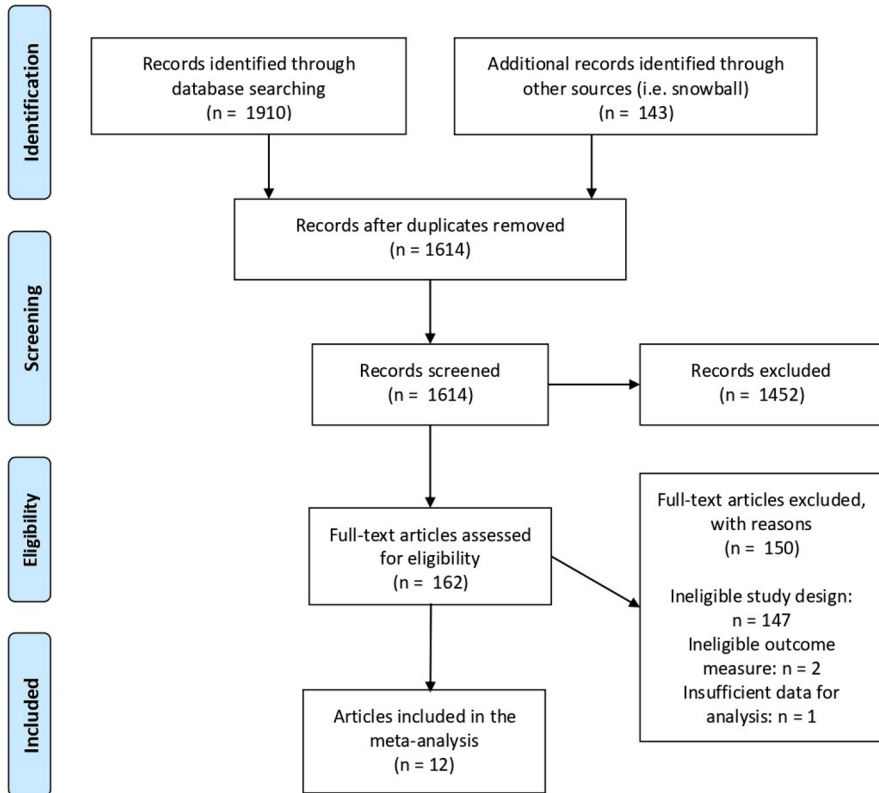 Identification
Records identified through
database searching
(n =  1910)
Additional records identified through
other sources (i.e. snowball)
(n =  143)
Records after duplicates removed
(n = 1614)
Screening
Records screened
(n =  1614)
Records excluded
(n =  1452)
Eligibility
Full-text articles assessed
for eligibility
(n =  162)
Full-text articles excluded,
with reasons
(n =  150)
Ineligible study design:
n = 147
Ineligible outcome
measure: n = 2
Insufficient data for
analysis: n = 1
Included
Articles included in the
meta-analysis
(n = 12)